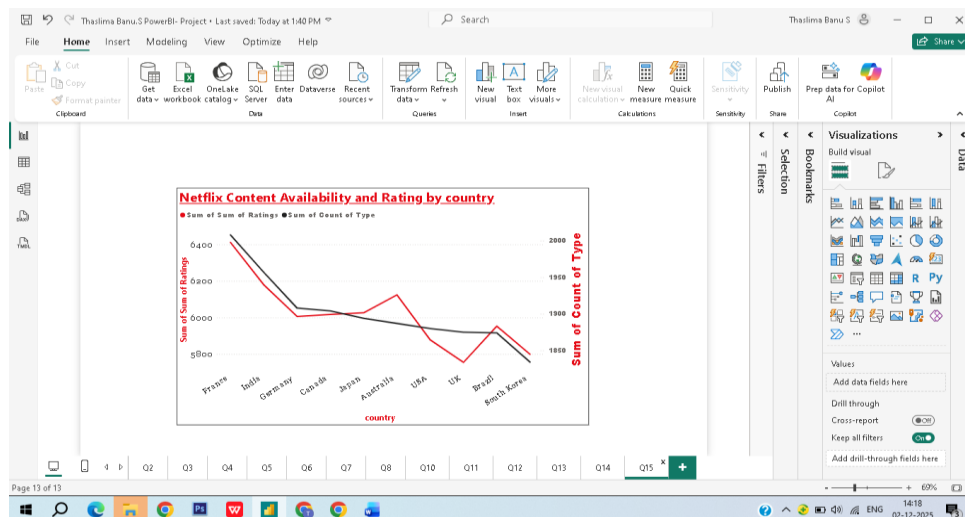 Thaslima Banu.S PowerBI- Project • Last saved: Today at 1:40 PM
Search
Thaslima Banu S
File Home Insert Modeling View Optimize Help
Share
Paste
Cut
Copy
Format painter
Clipboard
Get data
Excel workbook
OneLake catalog
SQL Server
Enter data
Dataverse
Recent sources
Data
Transform data
Refresh
Queries
New visual
Text box
More visuals
Insert
New visual calculation
New measure
Quick measure
Calculations
Sensitivity
Sensitivity
Publish
Share
Prep data for AI
Copilot
Copilot
Filters
Selection
Bookmarks
Visualizations
Data
Build visual
Netflix Content Availability and Rating by country
Sum of Sum of Ratings Sum of Count of Type
Sum of Sum of Ratings
6400
6200
6000
5800
2000
1950
1900
1850
Sum of Count of Type
France
India
Germany
Canada
Japan
Australia
USA
UK
Brazil
South Korea
country
R Py
Values
Add data fields here
Drill through
Cross-report
Off
Keep all filters
On
Add drill-through fields here
Q2 Q3 Q4 Q5 Q6 Q7 Q8 Q10 Q11 Q12 Q13 Q14 Q15
Page 13 of 13
69%
Ps
W
ENG
14:18
02-12-2025
3